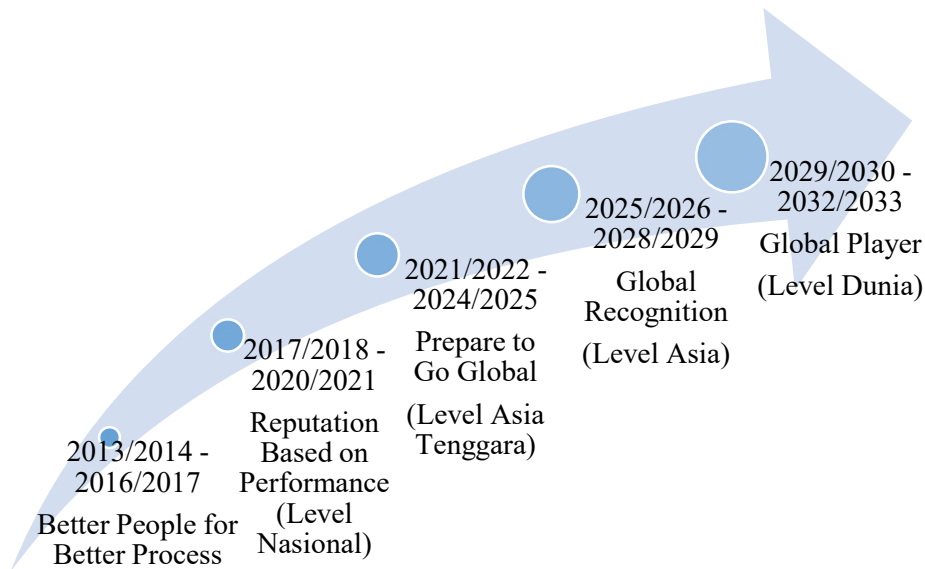 2013/2014 -
2016/2017
Better People for
Better Process
2017/2018 -
2020/2021
Reputation
Based on
Performance
(Level
Nasional)
2021/2022 -
2024/2025
Prepare to
Go Global
(Level Asia
Tenggara)
2025/2026 -
2028/2029
Global
Recognition
(Level Asia)
2029/2030 -
2032/2033
Global Player
(Level Dunia)